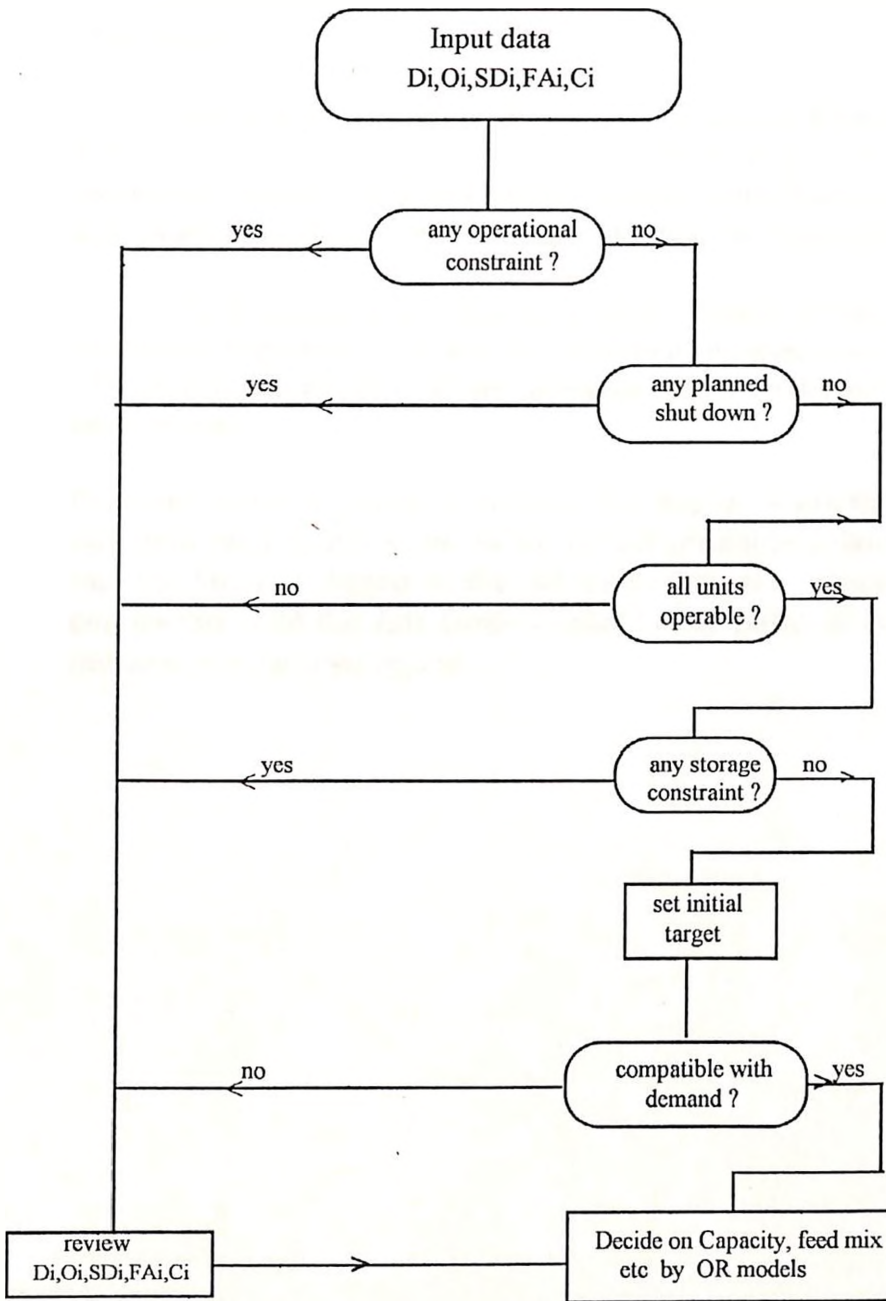 Input data
Di,Oi,SDi,FAi,Ci
yes
any operational
constraint ?
no
yes
any planned
shut down ?
no
no
all units
operable ?
yes
yes
any storage
constraint ?
no
set initial
target
no
compatible with
demand ?
yes
review
Di,Oi,SDi,FAi,Ci
Decide on Capacity, feed mix
etc by OR models